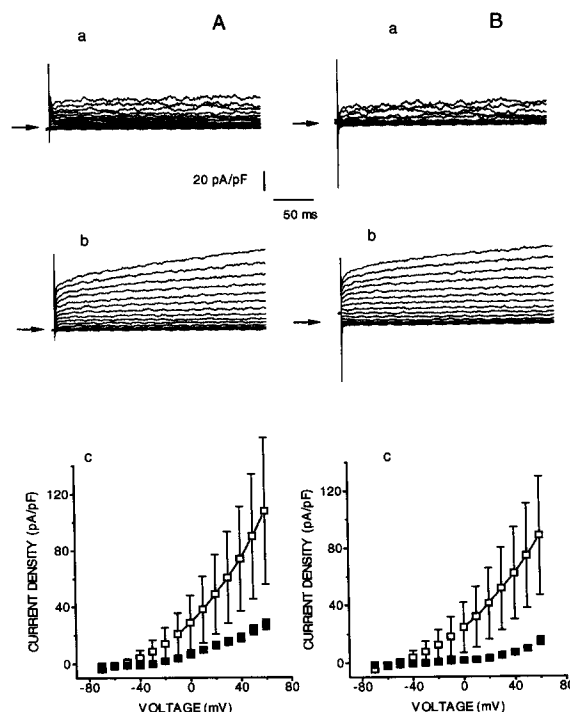 A
B
a
a
20 pA/pF
50 ms
b
b
c
c
CURRENT DENSITY (pA/pF)
120
80
40
0
-80
-40
0
40
80
VOLTAGE (mV)
CURRENT DENSITY (pA/pF)
120
80
40
0
-80
-40
0
40
80
VOLTAGE (mV)